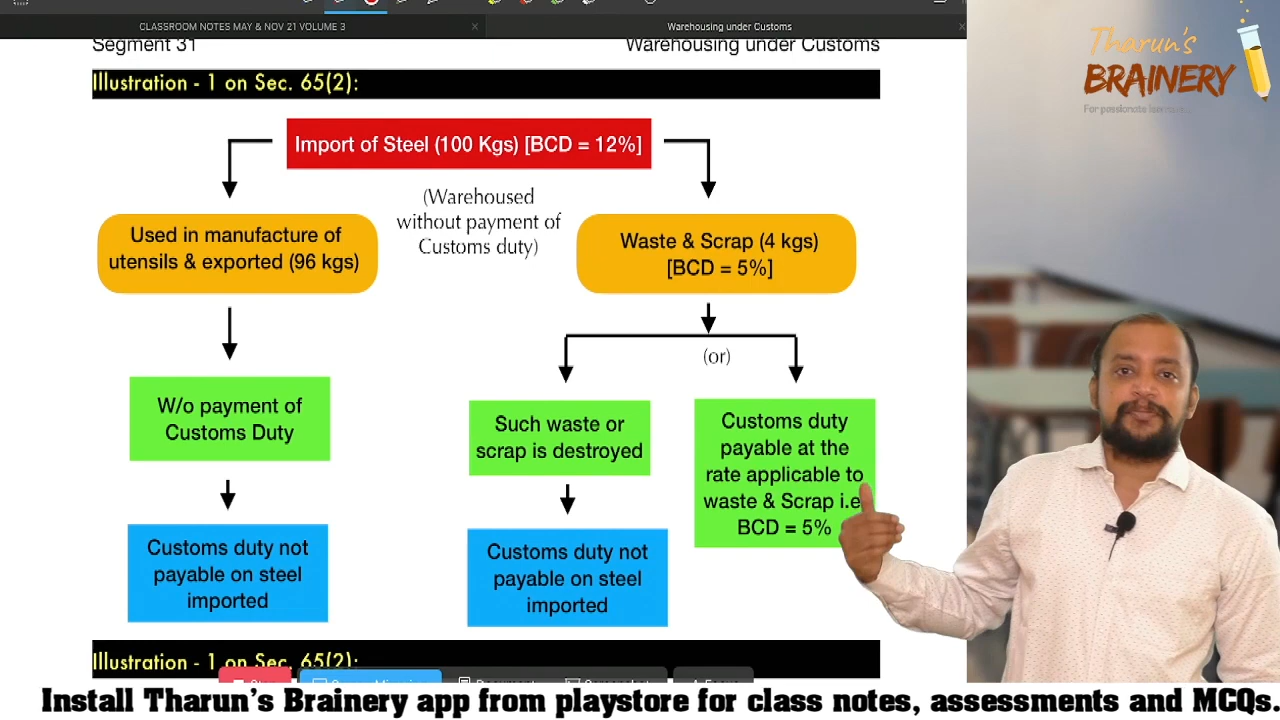 CLASSROOM NOTES MAY & NOV 21 VOLUME 3
Warehousing under Customs
Segment 31
Warehousing under Customs
Illustration - 1 on Sec. 65(2):
Import of Steel (100 Kgs) [BCD = 12%]
(Warehoused
without payment of
Customs duty)
Used in manufacture of
utensils & exported (96 kgs)
Waste & Scrap (4 kgs)
[BCD = 5%]
(or)
W/o payment of
Customs Duty
Such waste or
scrap is destroyed
Customs duty
payable at the
rate applicable to
waste & Scrap i.e
BCD = 5%
Customs duty not
payable on steel
imported
Customs duty not
payable on steel
imported
Illustration - 1 on Sec. 65(2):
Tharun's
BRAINERY
For passionate learners...
Install Tharun's Brainery app from playstore for class notes, assessments and MCQs.